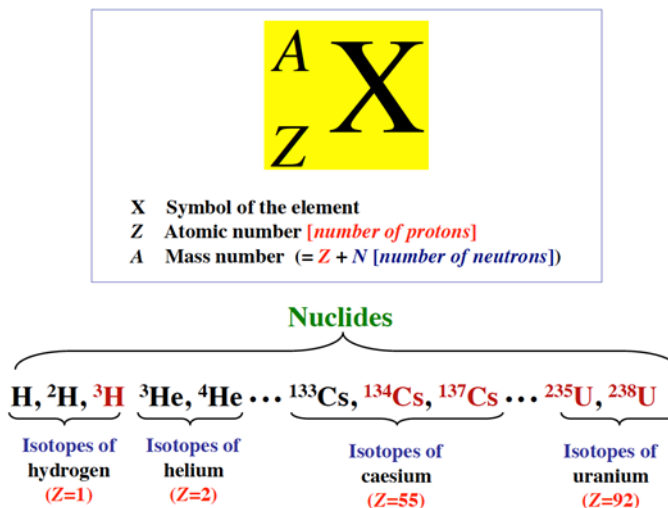 A
X
Z
X Symbol of the element
Z Atomic number [number of protons]
A Mass number (= Z + N [number of neutrons])
Nuclides
H, ²H, ³H ³He, ⁴He ••• ¹³³Cs, ¹³⁴Cs, ¹³⁷Cs ••• ²³⁵U, ²³⁸U
Isotopes of hydrogen (Z=1)
Isotopes of helium (Z=2)
Isotopes of caesium (Z=55)
Isotopes of uranium (Z=92)